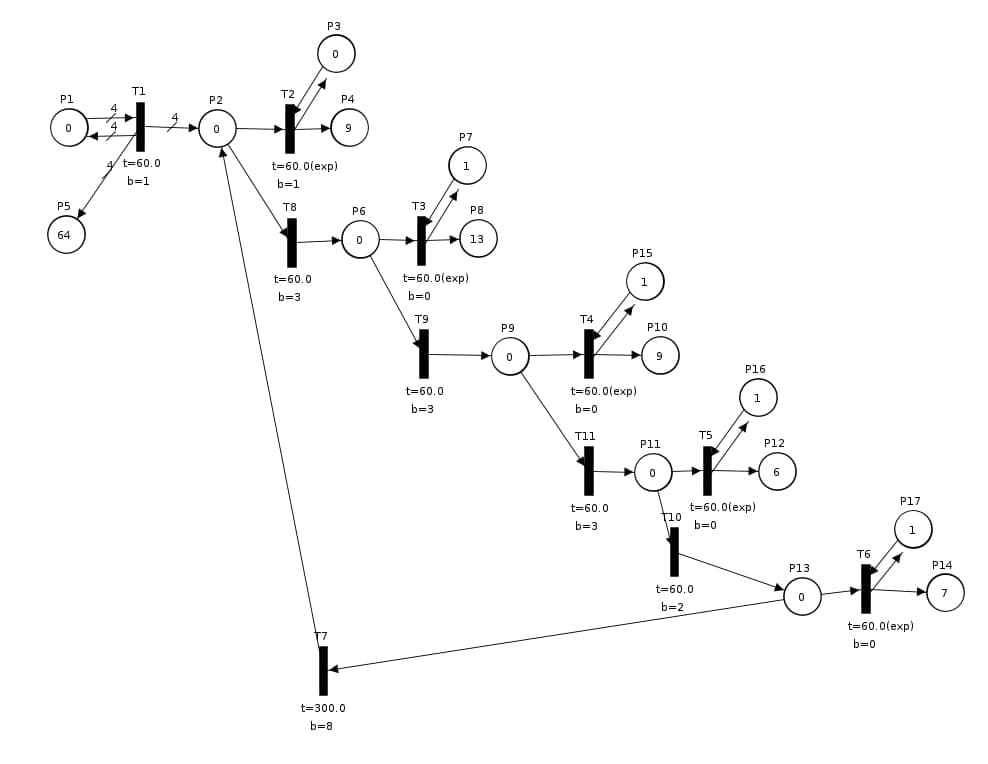 P3
0
T1
P1
4
0
4
4
t=60.0
b=1
4
P5
64
P2
0
T2
P4
9
t=60.0(exp)
b=1
P7
1
T8
t=60.0
b=3
P6
0
T3
P8
13
t=60.0(exp)
b=0
P15
1
T9
t=60.0
b=3
P9
0
T4
P10
9
t=60.0(exp)
b=0
P16
1
T11
t=60.0
b=3
P11
0
T5
P12
6
t=60.0(exp)
b=0
T10
t=60.0
b=2
P17
1
P13
0
T6
P14
7
t=60.0(exp)
b=0
T7
t=300.0
b=8